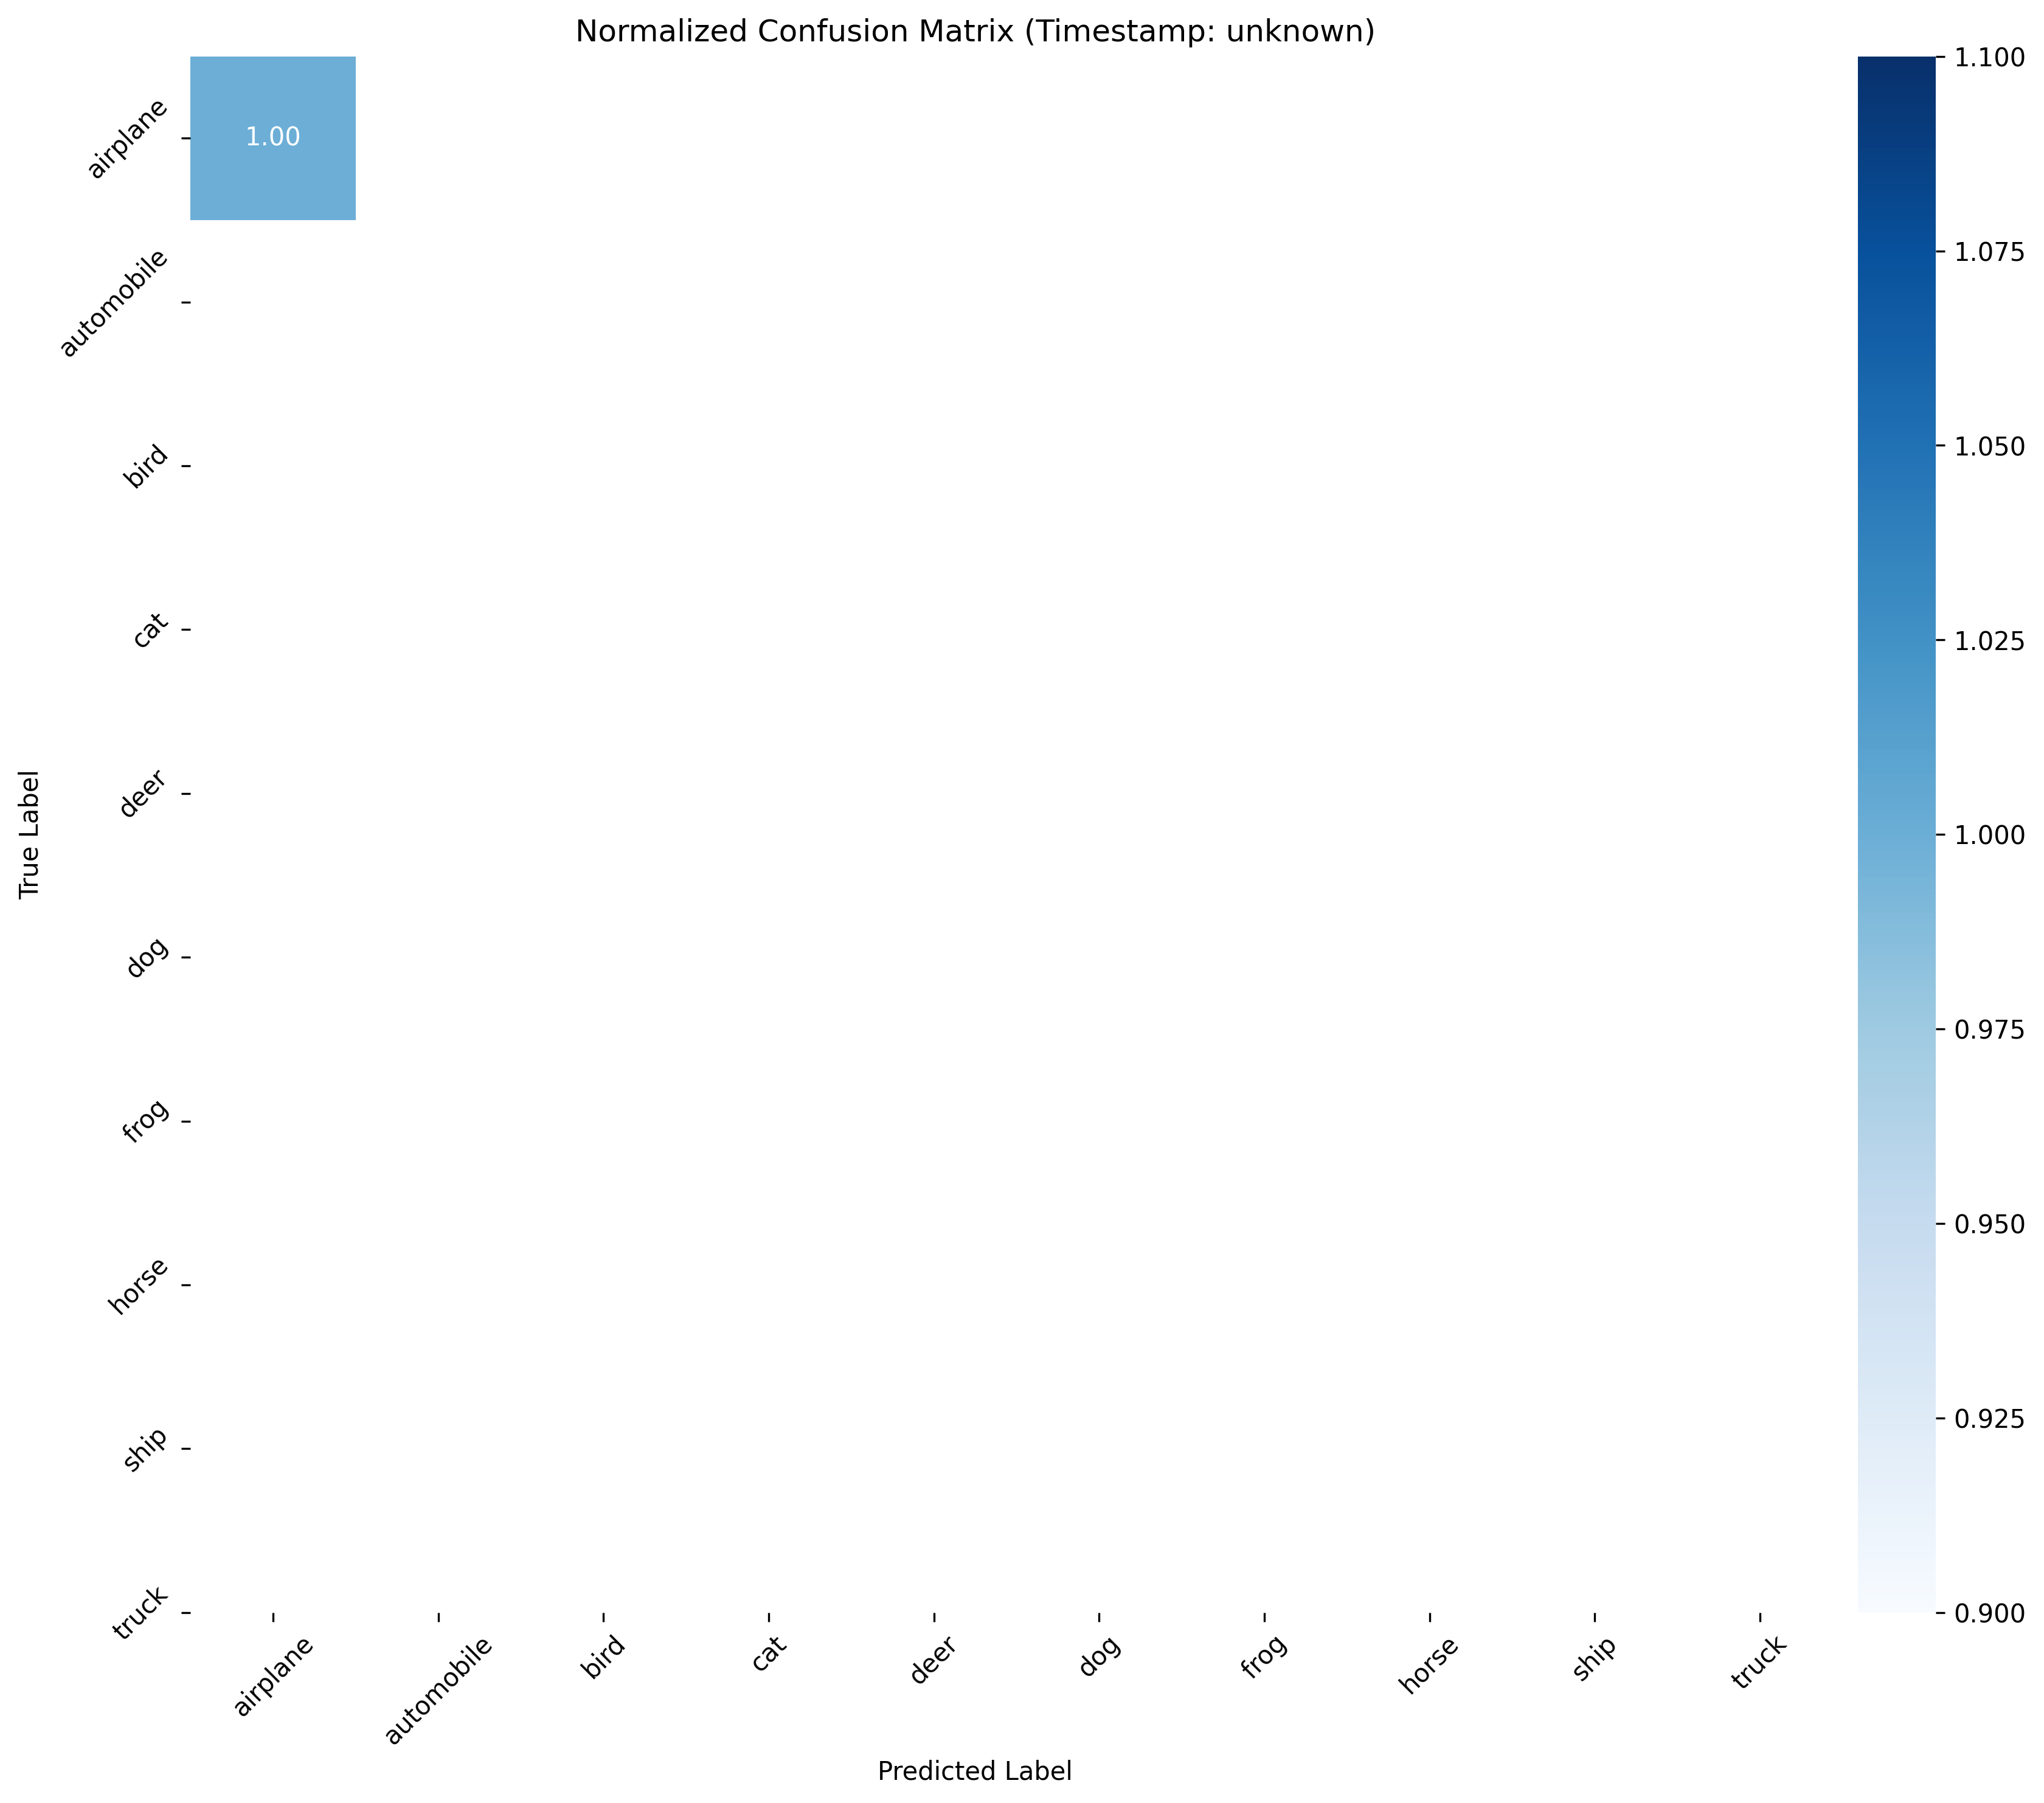 Normalized Confusion Matrix (Timestamp: unknown)
1.00
airplane
automobile
bird
cat
deer
dog
frog
horse
ship
truck
True Label
airplane
automobile
bird
cat
deer
dog
frog
horse
ship
truck
Predicted Label
1.100
1.075
1.050
1.025
1.000
0.975
0.950
0.925
0.900